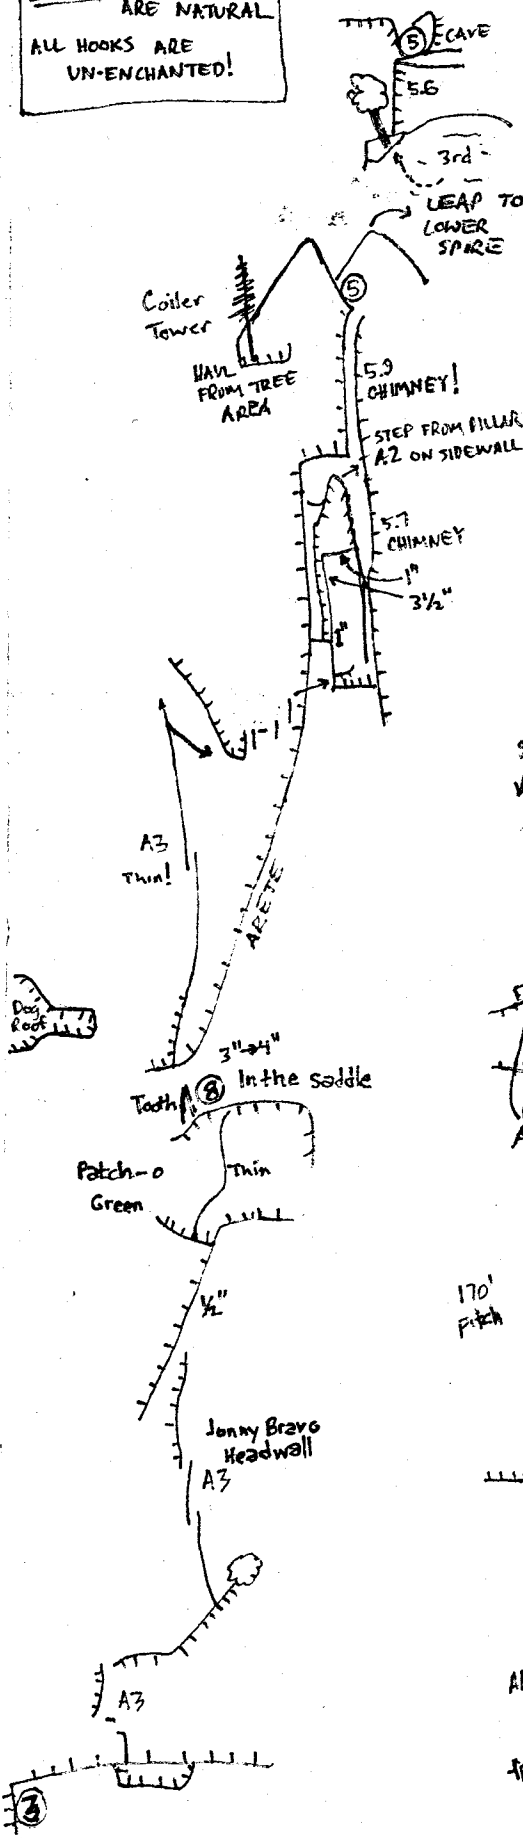 ARE NATURAL
ALL HOOKS ARE
UN-ENCHANTED!
5
CAVE
5.6
3rd
LEAP TO
LOWER
SPIRE
5
Coiler
Tower
HAUL
FROM TREE
AREA
5.9
CHIMNEY!
STEP FROM PILLAR
A2 ON SIDEWALL
5.7
CHIMNEY
1"
3½"
1"
A3
Thin!
ARETE
Dog
Roof
3"→4"
Tooth
8
In the saddle
Patch-o
Green
Thin
½"
170'
Pitch
Jonny Bravo
Headwall
A3
A3